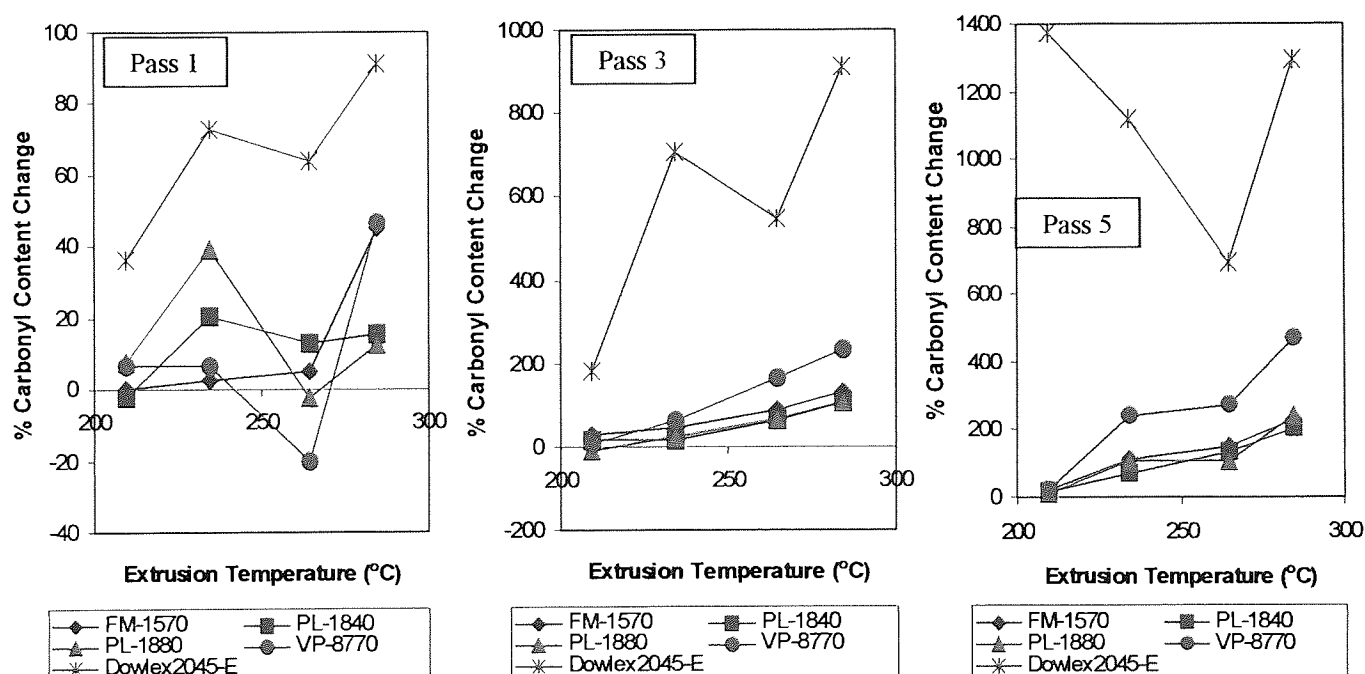 % Carbonyl Content Change
100
80
60
40
20
0
-20
-40
Pass 1
200
250
300
Extrusion Temperature (°C)
FM-1570
PL-1840
PL-1880
VP-8770
Dowlex2045-E
% Carbonyl Content Change
1000
800
600
400
200
0
-200
Pass 3
200
250
300
Extrusion Temperature (°C)
FM-1570
PL-1840
PL-1880
VP-8770
Dowlex2045-E
% Carbonyl Content Change
1400
1200
1000
800
600
400
200
0
Pass 5
200
250
300
Extrusion Temperature (°C)
FM-1570
PL-1840
PL-1880
VP-8770
Dowlex2045-E